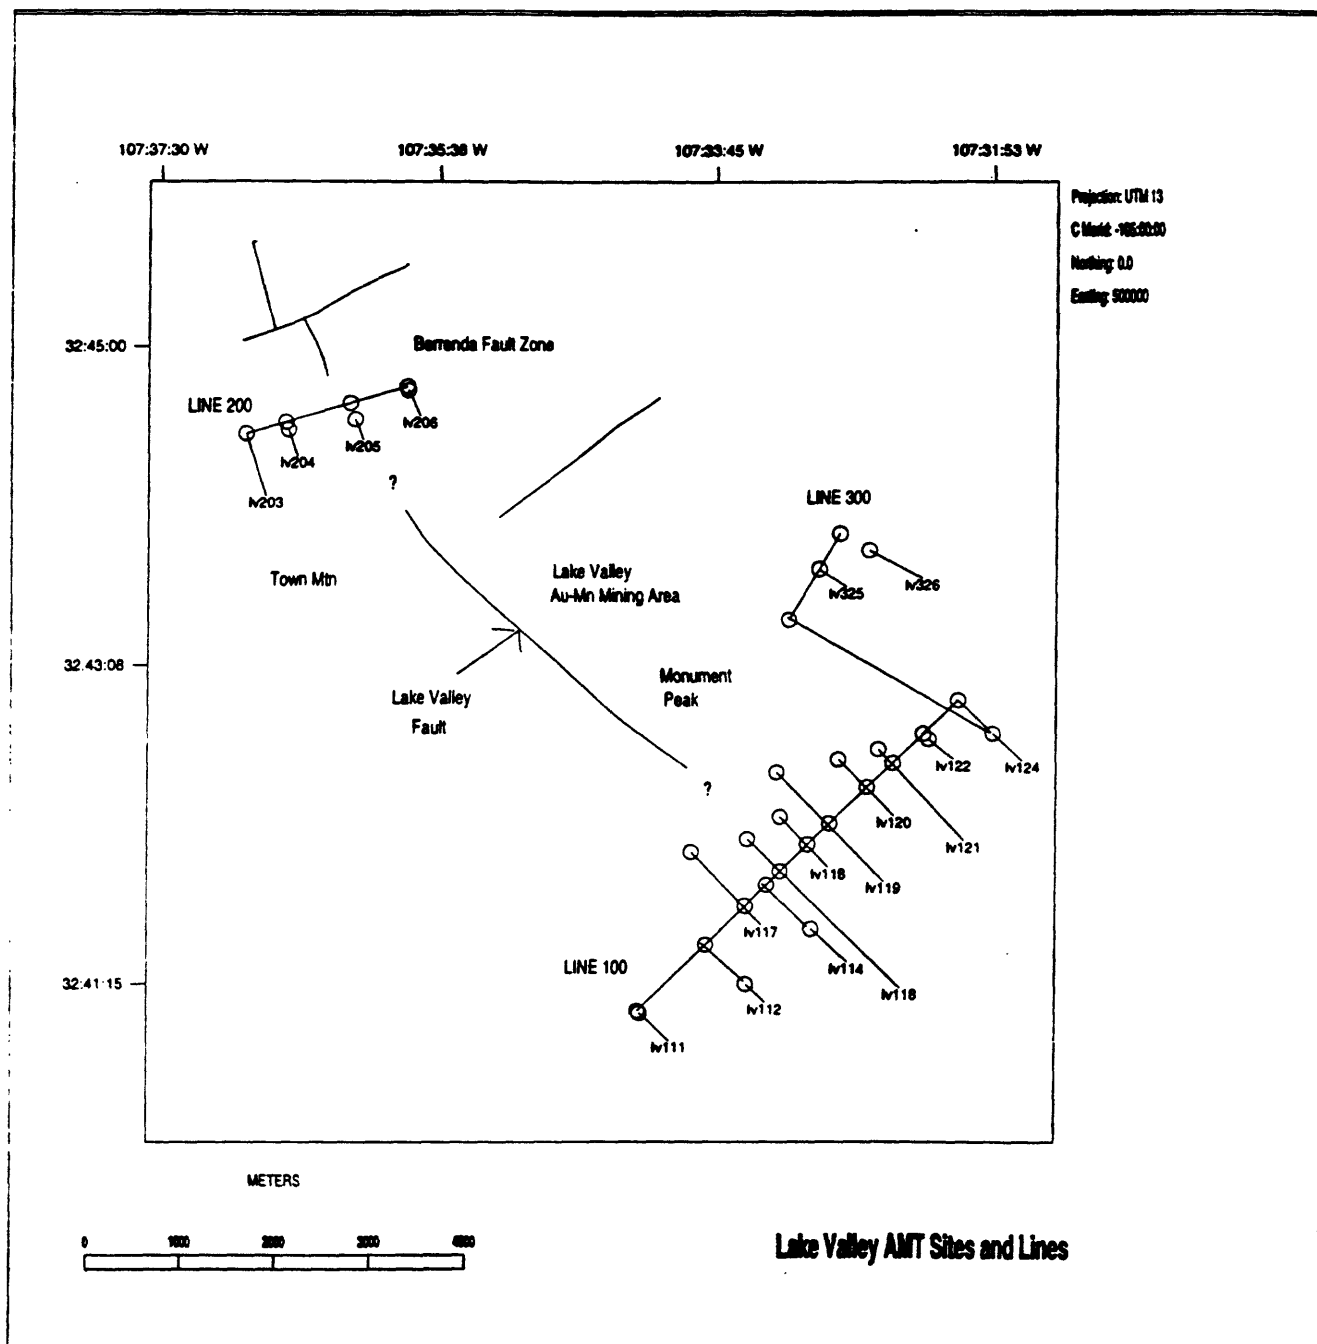 107:37:30 W
107:35:38 W
107:33:45 W
107:31:53 W
Projection: UTM 13
Northing: 0.0
Easting: 500000
32:45:00
Berrenda Fault Zone
LINE 200
lv206
lv205
lv204
?
lv203
LINE 300
Town Mtn
Lake Valley
Au-Mn Mining Area
lv325
lv326
32:43:08
Monument
Peak
Lake Valley
Fault
?
lv122
lv124
lv120
lv121
lv118
lv119
lv117
LINE 100
lv114
32:41:15
lv118
lv112
lv111
METERS
0 1000 2000 3000 4000
Lake Valley AMT Sites and Lines